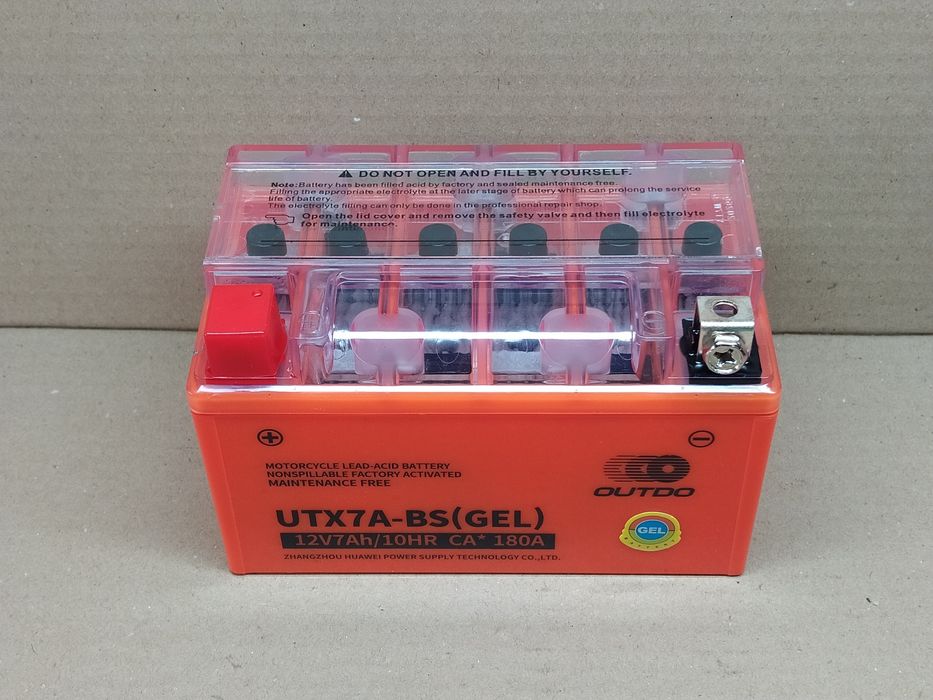 ⚠ DO NOT OPEN AND FILL BY YOURSELF.
Note:Battery has been filled acid by factory and sealed maintenance free.
Filling the appropriate electrolyte at the later stage of battery which can prolong the service
life of battery.
The electrolyte filling can only be done in the professional repair shop.
Open the lid cover and remove the safety valve and then fill electrolyte
for maintenance.
+
−
MOTORCYCLE LEAD-ACID BATTERY
NONSPILLABLE FACTORY ACTIVATED
MAINTENANCE FREE
OUTDO
UTX7A-BS(GEL)
12V7Ah/10HR CA* 180A
ZHANGZHOU HUAWEI POWER SUPPLY TECHNOLOGY CO.,LTD.
GEL
BATTERY